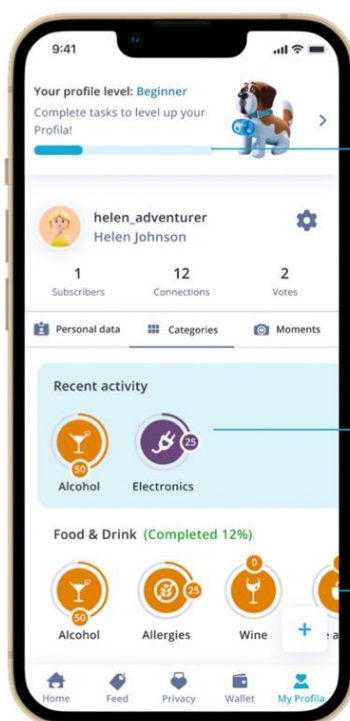 9:41
Your profile level: Beginner
Complete tasks to level up your
Profila!
helen_adventurer
Helen Johnson
1 12 2
Subscribers Connections Votes
Personal data Categories Moments
Recent activity
50 25
Alcohol Electronics
Food & Drink (Completed 12%)
0
50 25
Alcohol Allergies Wine
+
Home Feed Privacy Wallet My Profila